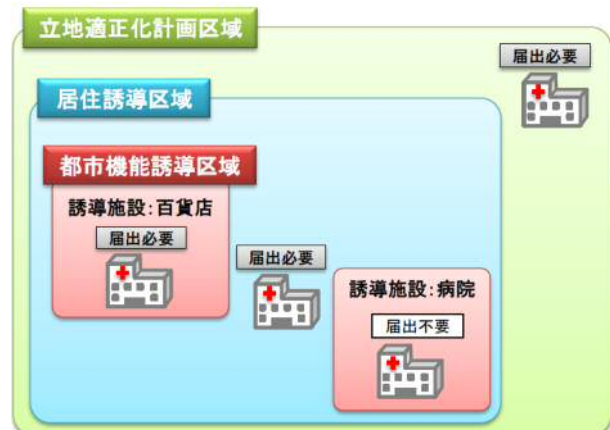 立地適正化計画区域
届出必要
居住誘導区域
都市機能誘導区域
誘導施設:百貨店
届出必要
届出必要
誘導施設:病院
届出不要